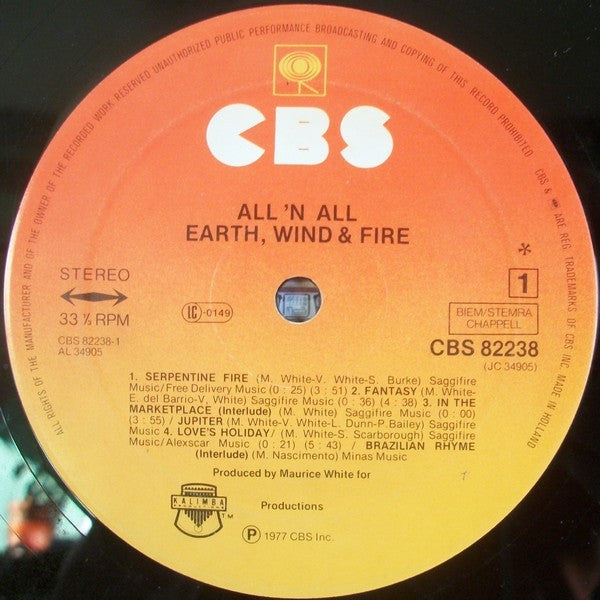 ALL RIGHTS OF THE MANUFACTURER AND OF THE OWNER OF THE RECORDED WORK RESERVED UNAUTHORIZED PUBLIC PERFORMANCE BROADCASTING AND COPYING OF THIS RECORD PROHIBITED. CBS & ARE REG. TRADEMARKS OF CBS INC. MADE IN HOLLAND
CBS
ALL 'N ALL
EARTH, WIND & FIRE
*
STEREO
1
33 ⅓ RPM
LC-0149
BIEM/STEMRA
CHAPPELL
CBS 82238-1
AL 34905
CBS 82238
(JC 34905)
1. SERPENTINE FIRE (M. White-V. White-S. Burke) Saggifire
Music/Free Delivery Music (0 : 25) (3 : 51) 2. FANTASY (M. White-
E. del Barrio-V, White) Saggifire Music (0 : 36) (4 : 38) 3. IN THE
MARKETPLACE (Interlude) (M. White) Saggifire Music (0 : 00)
(3 : 55) / JUPITER (M. White-V. White-L. Dunn-P.Bailey) Saggifire
Music 4. LOVE'S HOLIDAY/ (M. White-S. Scarborough) Saggifire
Music/Alexscar Music (0 : 21) (5 : 43) / BRAZILIAN RHYME
(Interlude) (M. Nascimento) Minas Music
Produced by Maurice White for
KALIMBA
PRODUCTIONS
TM
Productions
Ⓟ 1977 CBS Inc.